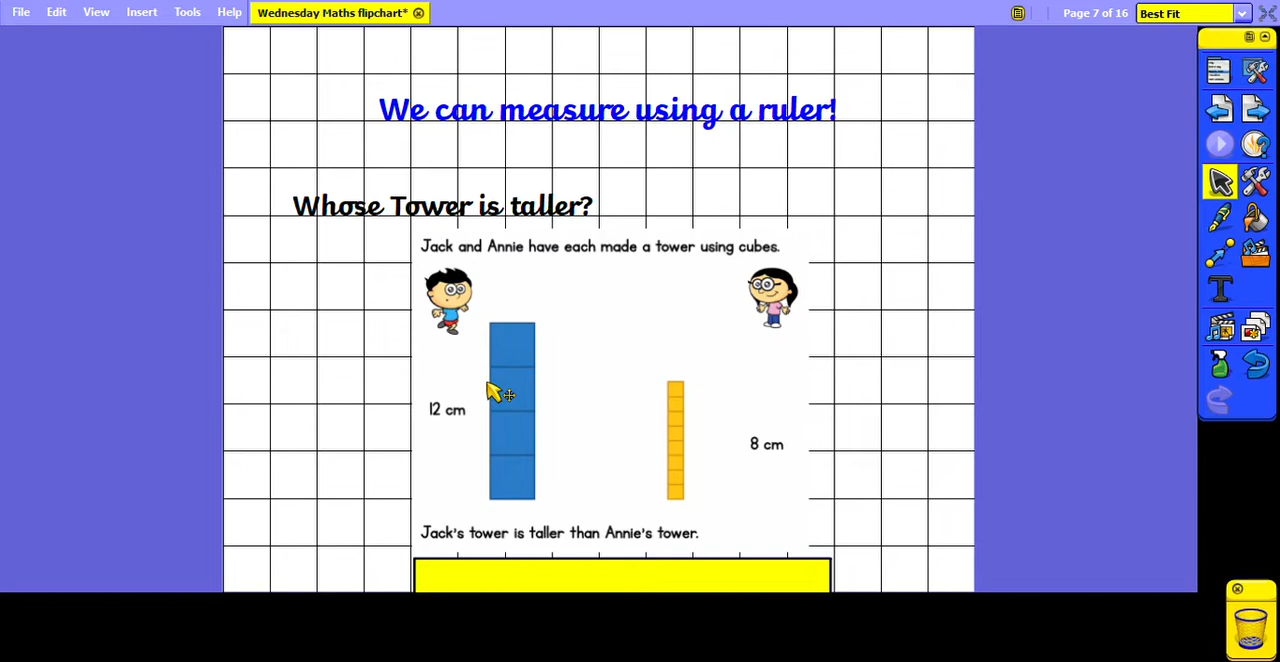 File Edit View Insert Tools Help Wednesday Maths flipchart* Page 7 of 16 Best Fit
We can measure using a ruler!
Whose Tower is taller?
Jack and Annie have each made a tower using cubes.
12 cm
8 cm
Jack's tower is taller than Annie's tower.